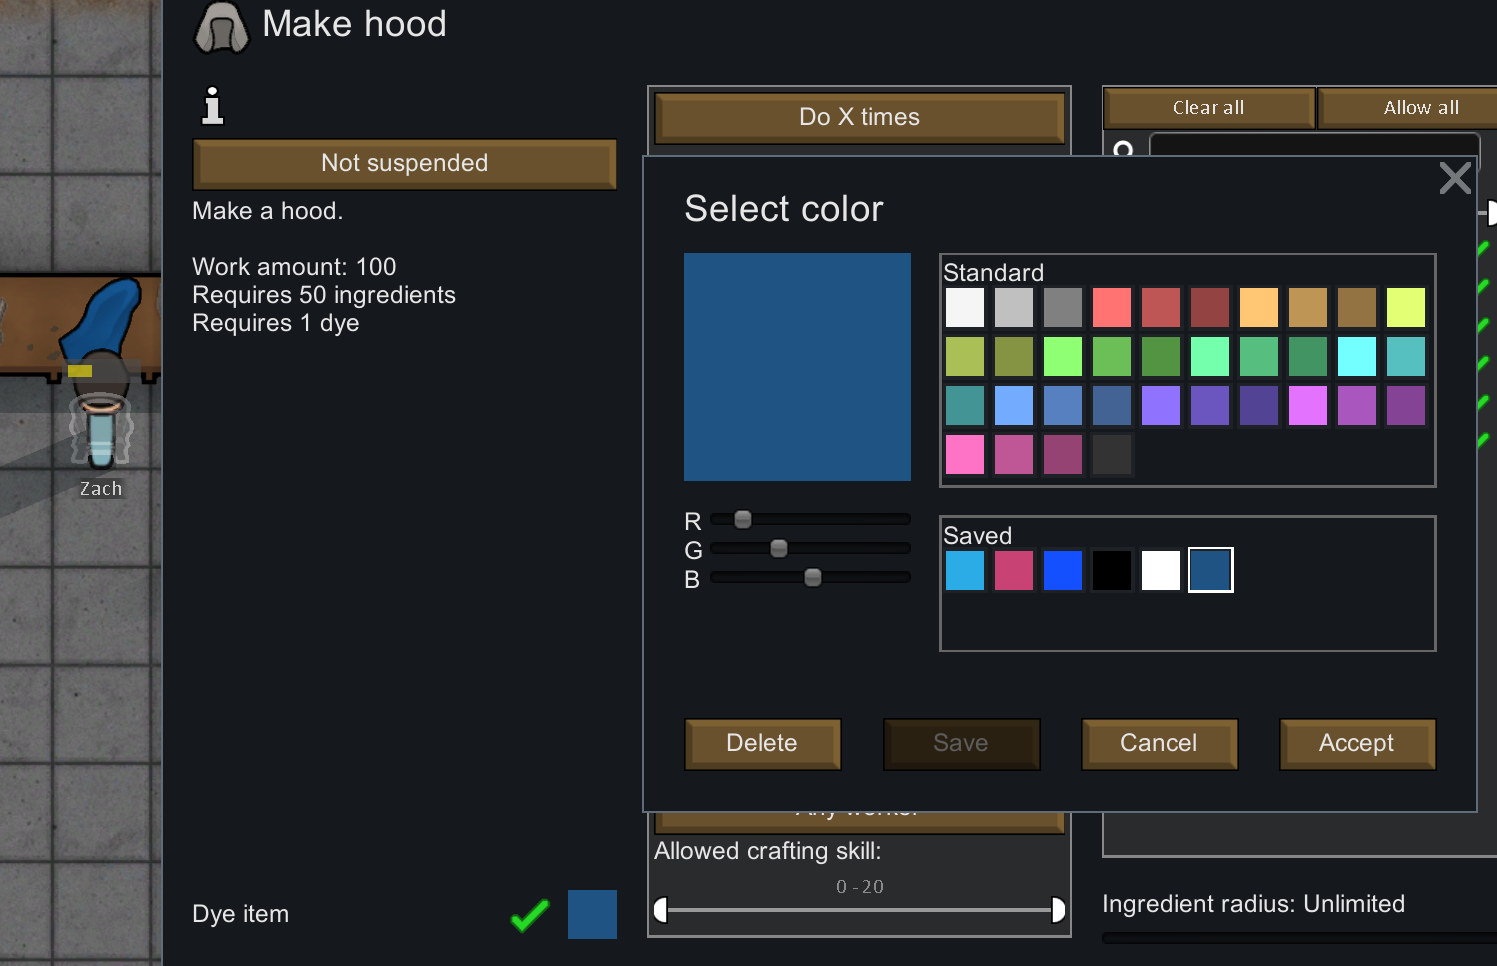 Make hood
Do X times
Clear all
Allow all
Not suspended
Make a hood.
Work amount: 100
Requires 50 ingredients
Requires 1 dye
Zach
Select color
Standard
R
G
B
Saved
Delete
Save
Cancel
Accept
Allowed crafting skill:
0 - 20
Dye item
Ingredient radius: Unlimited